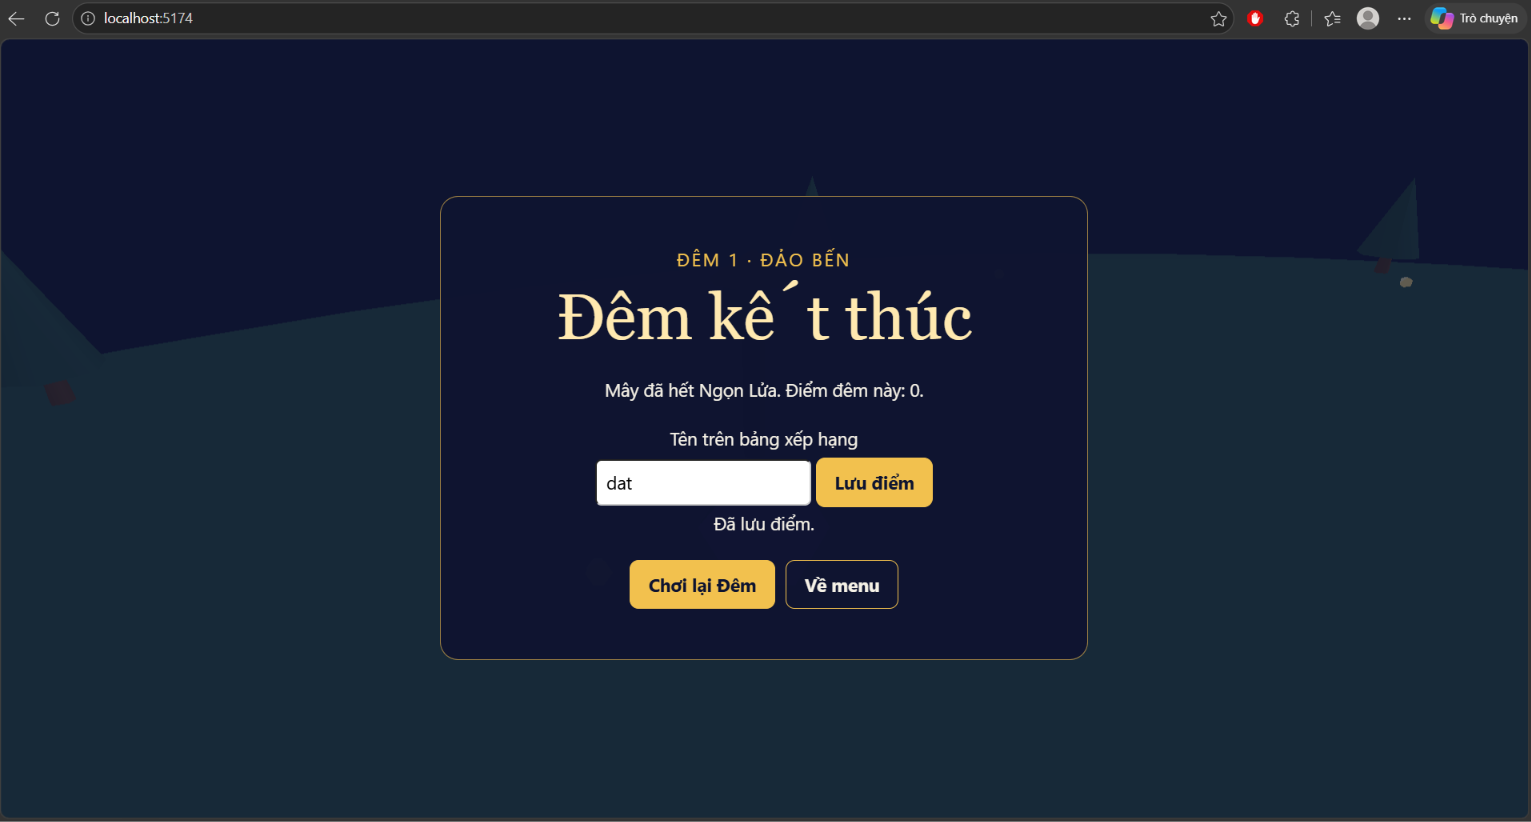 localhost:5174
Trò chuyện
ĐÊM 1 · ĐẢO BẾN
Đêm kết thúc
Mây đã hết Ngọn Lửa. Điểm đêm này: 0.
Tên trên bảng xếp hạng
dat
Lưu điểm
Đã lưu điểm.
Chơi lại Đêm
Về menu